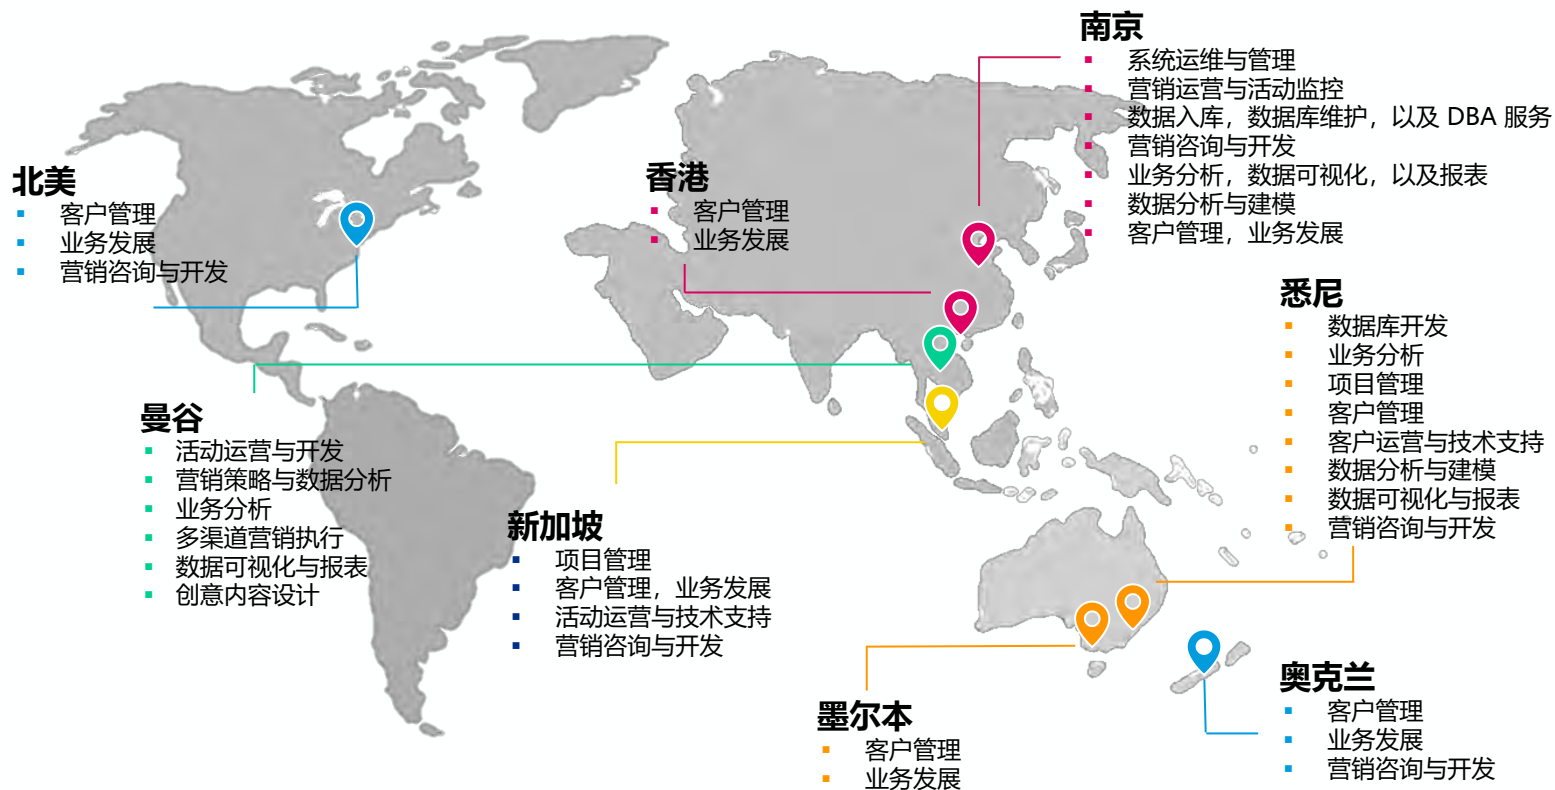 南京
系统运维与管理
营销运营与活动监控
数据入库，数据库维护，以及 DBA 服务
营销咨询与开发
业务分析，数据可视化，以及报表
数据分析与建模
客户管理，业务发展
北美
客户管理
业务发展
营销咨询与开发
香港
客户管理
业务发展
悉尼
数据库开发
业务分析
项目管理
客户管理
客户运营与技术支持
数据分析与建模
数据可视化与报表
营销咨询与开发
曼谷
活动运营与开发
营销策略与数据分析
业务分析
多渠道营销执行
数据可视化与报表
创意内容设计
新加坡
项目管理
客户管理，业务发展
活动运营与技术支持
营销咨询与开发
墨尔本
客户管理
业务发展
奥克兰
客户管理
业务发展
营销咨询与开发